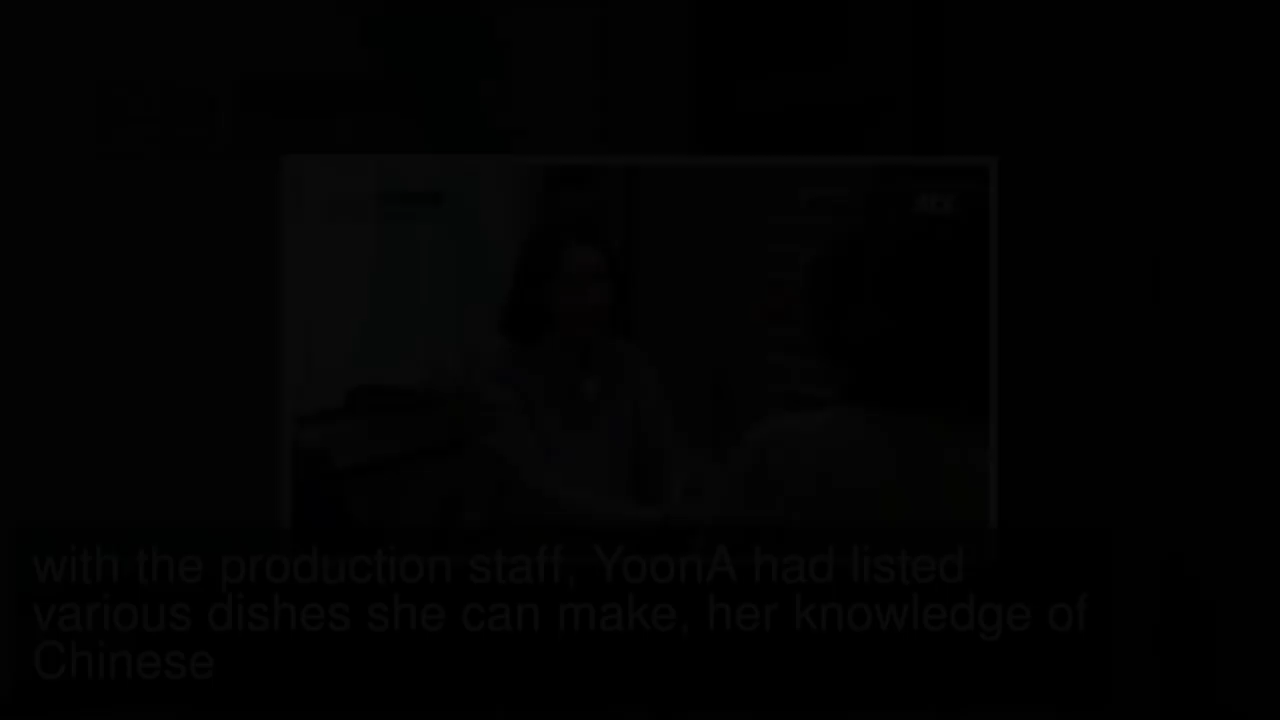 with the production staff, YoonA had listed
various dishes she can make, her knowledge of
Chinese